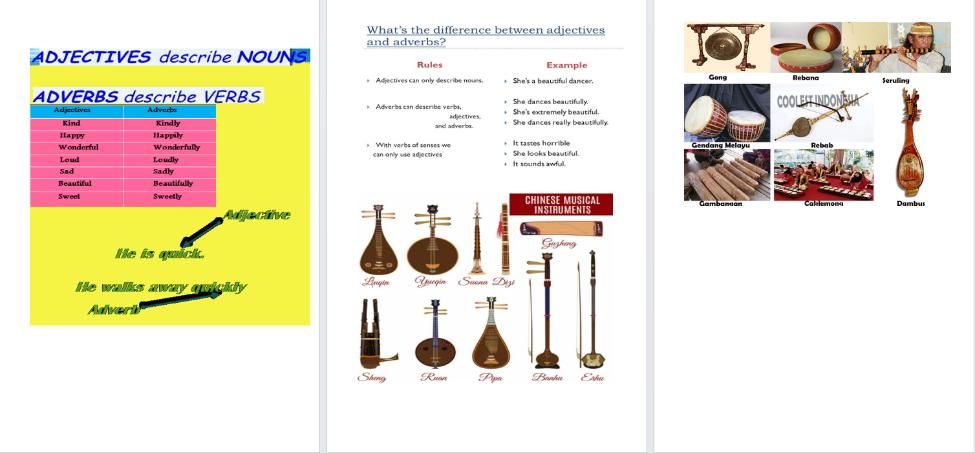 ADJECTIVES describe NOUNS
ADVERBS describe VERBS
Adjectives Adverbs
Kind Kindly
Happy Happily
Wonderful Wonderfully
Loud Loudly
Sad Sadly
Beautiful Beautifully
Sweet Sweetly
Adjective
He is quick.
He walks away quickly
Adverb
What's the difference between adjectives
and adverbs?
Rules
Adjectives can only describe nouns.
Adverbs can describe verbs,
adjectives,
and adverbs.
With verbs of senses we
can only use adjectives
Example
She's a beautiful dancer.
She dances beautifully.
She's extremely beautiful.
She dances really beautifully.
It tastes horrible
She looks beautiful.
It sounds awful.
CHINESE MUSICAL
INSTRUMENTS
Guzheng
Liuqin Yueqin Suona Dizi
Sheng Ruan Pipa Banhu Erhu
Gong Rebana Seruling
COOLEST INDONESIA
Gendang Melayu Rebab
Gambangan Calklempng Dambus